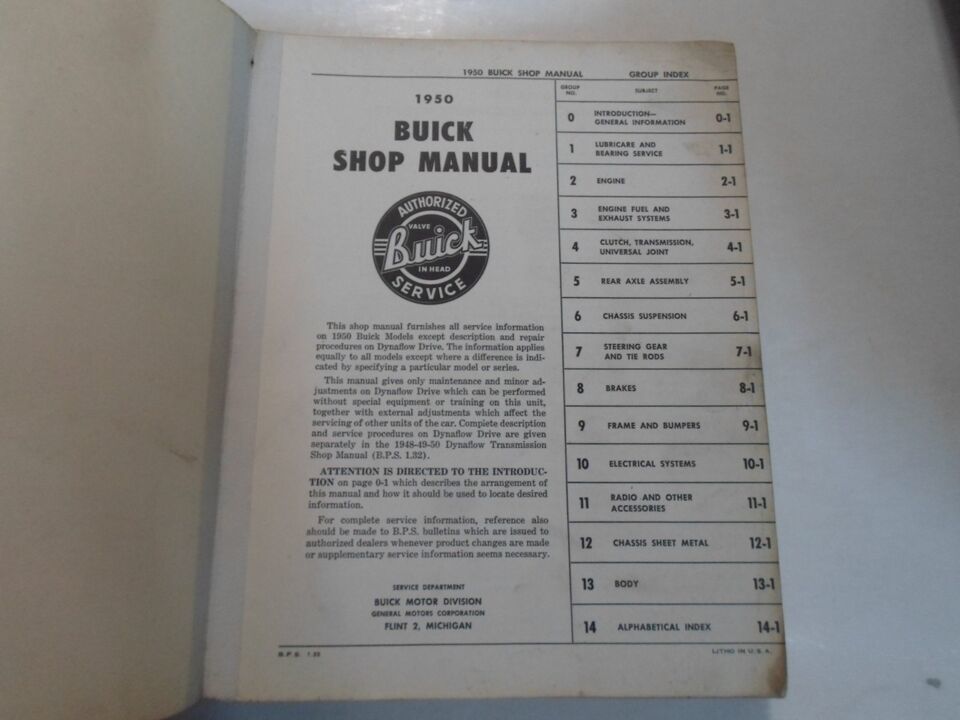 1950 BUICK SHOP MANUAL GROUP INDEX
1950
BUICK
SHOP MANUAL
AUTHORIZED
VALVE
Buick
IN HEAD
SERVICE
This shop manual furnishes all service information
on 1950 Buick Models except description and repair
procedures on Dynaflow Drive. The information applies
equally to all models except where a difference is indi-
cated by specifying a particular model or series.
This manual gives only maintenance and minor ad-
justments on Dynaflow Drive which can be performed
without special equipment or training on this unit,
together with external adjustments which affect the
servicing of other units of the car. Complete description
and service procedures on Dynaflow Drive are given
separately in the 1948-49-50 Dynaflow Transmission
Shop Manual (B.P.S. 1.32).
ATTENTION IS DIRECTED TO THE INTRODUC-
TION on page 0-1 which describes the arrangement of
this manual and how it should be used to locate desired
information.
For complete service information, reference also
should be made to B.P.S. bulletins which are issued to
authorized dealers whenever product changes are made
or supplementary service information seems necessary.
SERVICE DEPARTMENT
BUICK MOTOR DIVISION
GENERAL MOTORS CORPORATION
FLINT 2, MICHIGAN
GROUP NO. SUBJECT PAGE NO.
0 INTRODUCTION—
GENERAL INFORMATION 0-1
1 LUBRICARE AND
BEARING SERVICE 1-1
2 ENGINE 2-1
3 ENGINE FUEL AND
EXHAUST SYSTEMS 3-1
4 CLUTCH, TRANSMISSION,
UNIVERSAL JOINT 4-1
5 REAR AXLE ASSEMBLY 5-1
6 CHASSIS SUSPENSION 6-1
7 STEERING GEAR
AND TIE RODS 7-1
8 BRAKES 8-1
9 FRAME AND BUMPERS 9-1
10 ELECTRICAL SYSTEMS 10-1
11 RADIO AND OTHER
ACCESSORIES 11-1
12 CHASSIS SHEET METAL 12-1
13 BODY 13-1
14 ALPHABETICAL INDEX 14-1
B.P.S.
LITHO IN U.S.A.